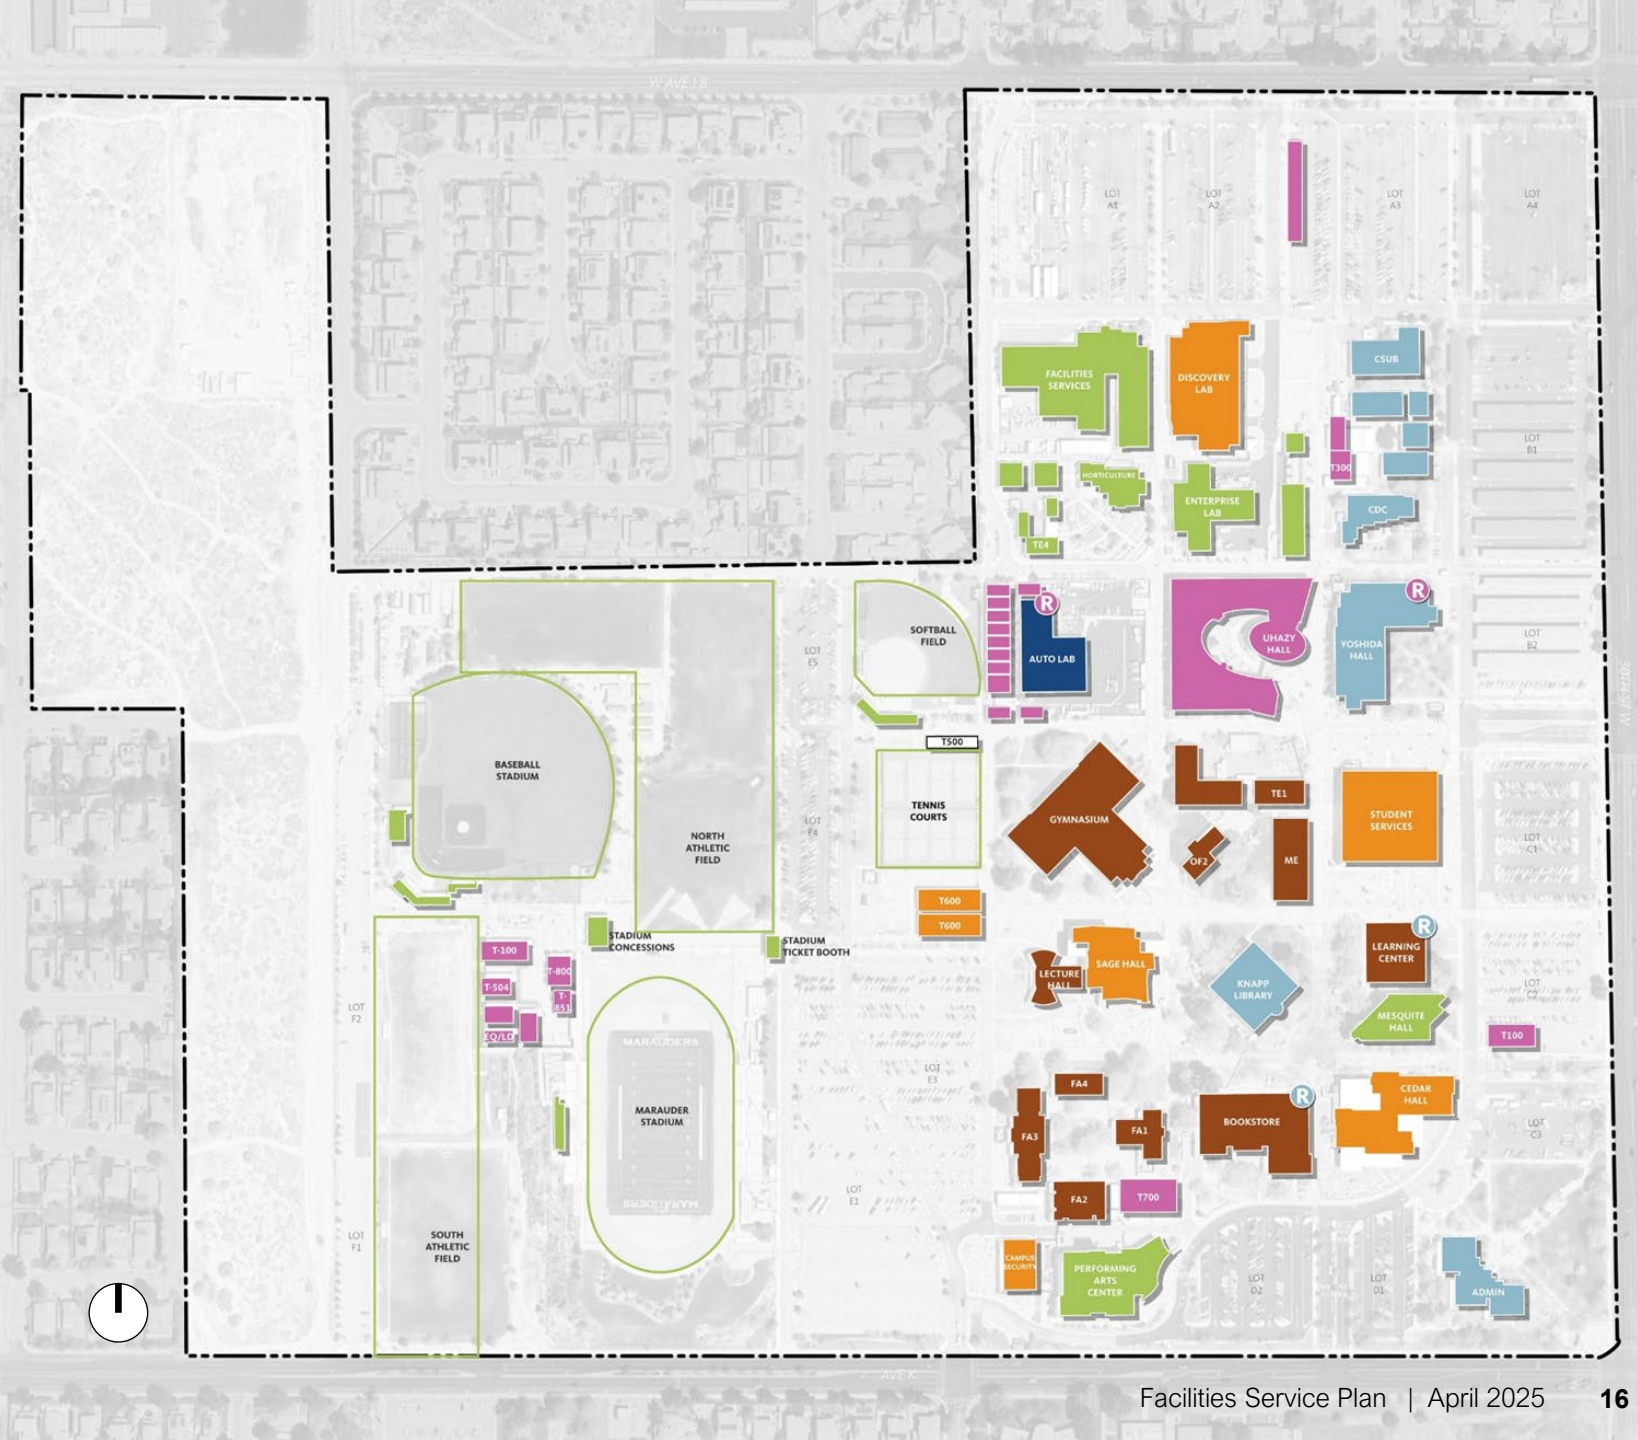 W AVE J 8
LOT
A1
LOT
A2
LOT
A3
LOT
A4
FACILITIES
SERVICES
DISCOVERY
LAB
CSUB
LOT
B1
T300
HORTICULTURE
ENTERPRISE
LAB
CDC
TE4
SOFTBALL
FIELD
R
AUTO LAB
UHAZY
HALL
R
YOSHIDA
HALL
LOT
B2
LOT
E5
30TH ST W
T500
BASEBALL
STADIUM
TENNIS
COURTS
LOT
F4
NORTH
ATHLETIC
FIELD
GYMNASIUM
TE1
OF2
ME
STUDENT
SERVICES
LOT
C1
T600
T600
STADIUM
CONCESSIONS
STADIUM
TICKET BOOTH
T-100
T-800
T-504
T-
851
EQ/LD
LOT
F2
LECTURE
HALL
SAGE HALL
KNAPP
LIBRARY
R
LEARNING
CENTER
MESQUITE
HALL
LOT
C2
T100
MARAUDERS
MARAUDER
STADIUM
MARAUDERS
LOT
E3
FA4
FA3
FA1
R
BOOKSTORE
CEDAR
HALL
LOT
C3
LOT
E1
FA2
T700
LOT
F1
SOUTH
ATHLETIC
FIELD
CAMPUS
SECURITY
PERFORMING
ARTS
CENTER
LOT
D2
LOT
D1
ADMIN
Facilities Service Plan | April 2025 16